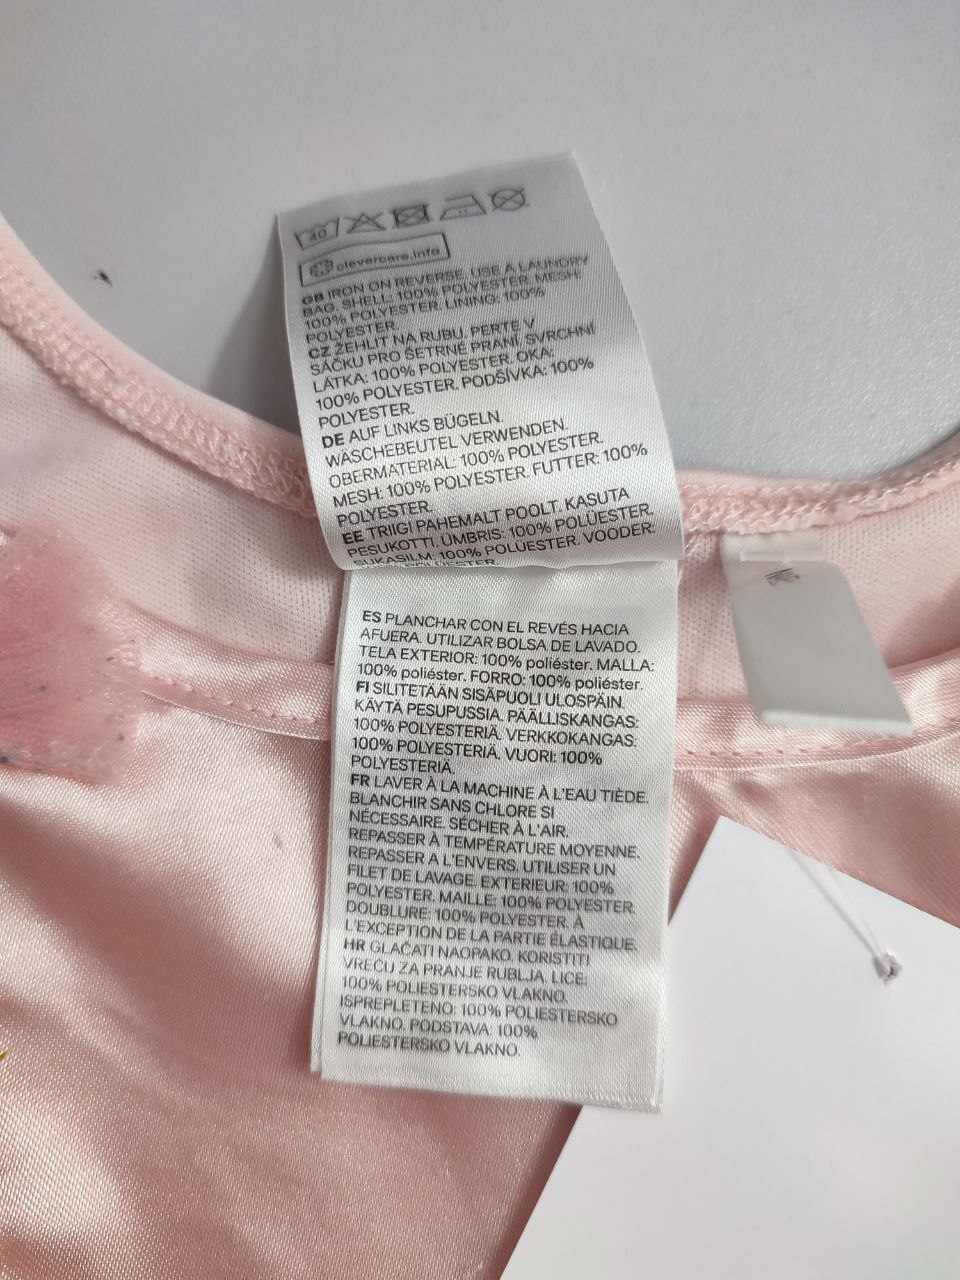 40
clevercare.info
GB IRON ON REVERSE. USE A LAUNDRY
BAG. SHELL: 100% POLYESTER. MESH:
100% POLYESTER. LINING: 100%
POLYESTER.
CZ ŽEHLIT NA RUBU. PERTE V
SÁČKU PRO ŠETRNÉ PRANÍ. SVRCHNÍ
LÁTKA: 100% POLYESTER. OKA:
100% POLYESTER. PODŠÍVKA: 100%
POLYESTER.
DE AUF LINKS BÜGELN.
WÄSCHEBEUTEL VERWENDEN.
OBERMATERIAL: 100% POLYESTER.
MESH: 100% POLYESTER. FUTTER: 100%
POLYESTER.
EE TRIIGI PAHEMALT POOLT. KASUTA
PESUKOTTI. ÜMBRIS: 100% POLÜESTER.
SUKASILM: 100% POLÜESTER. VOODER:
ES PLANCHAR CON EL REVÉS HACIA
AFUERA. UTILIZAR BOLSA DE LAVADO.
TELA EXTERIOR: 100% poliéster. MALLA:
100% poliéster. FORRO: 100% poliéster.
FI SILITETÄÄN SISÄPUOLI ULOSPÄIN.
KÄYTÄ PESUPUSSIA. PÄÄLLISKANGAS:
100% POLYESTERIÄ. VERKKOKANGAS:
100% POLYESTERIÄ. VUORI: 100%
POLYESTERIÄ.
FR LAVER À LA MACHINE À L'EAU TIÈDE.
BLANCHIR SANS CHLORE SI
NÉCESSAIRE. SÉCHER À L'AIR.
REPASSER À TEMPÉRATURE MOYENNE.
REPASSER A L'ENVERS. UTILISER UN
FILET DE LAVAGE. EXTERIEUR: 100%
POLYESTER. MAILLE: 100% POLYESTER.
DOUBLURE: 100% POLYESTER. À
L'EXCEPTION DE LA PARTIE ÉLASTIQUE.
HR GLAČATI NAOPAKO. KORISTITI
VREĆU ZA PRANJE RUBLJA. LICE:
100% POLIESTERSKO VLAKNO.
ISPREPLETENO: 100% POLIESTERSKO
VLAKNO. PODSTAVA: 100%
POLIESTERSKO VLAKNO.